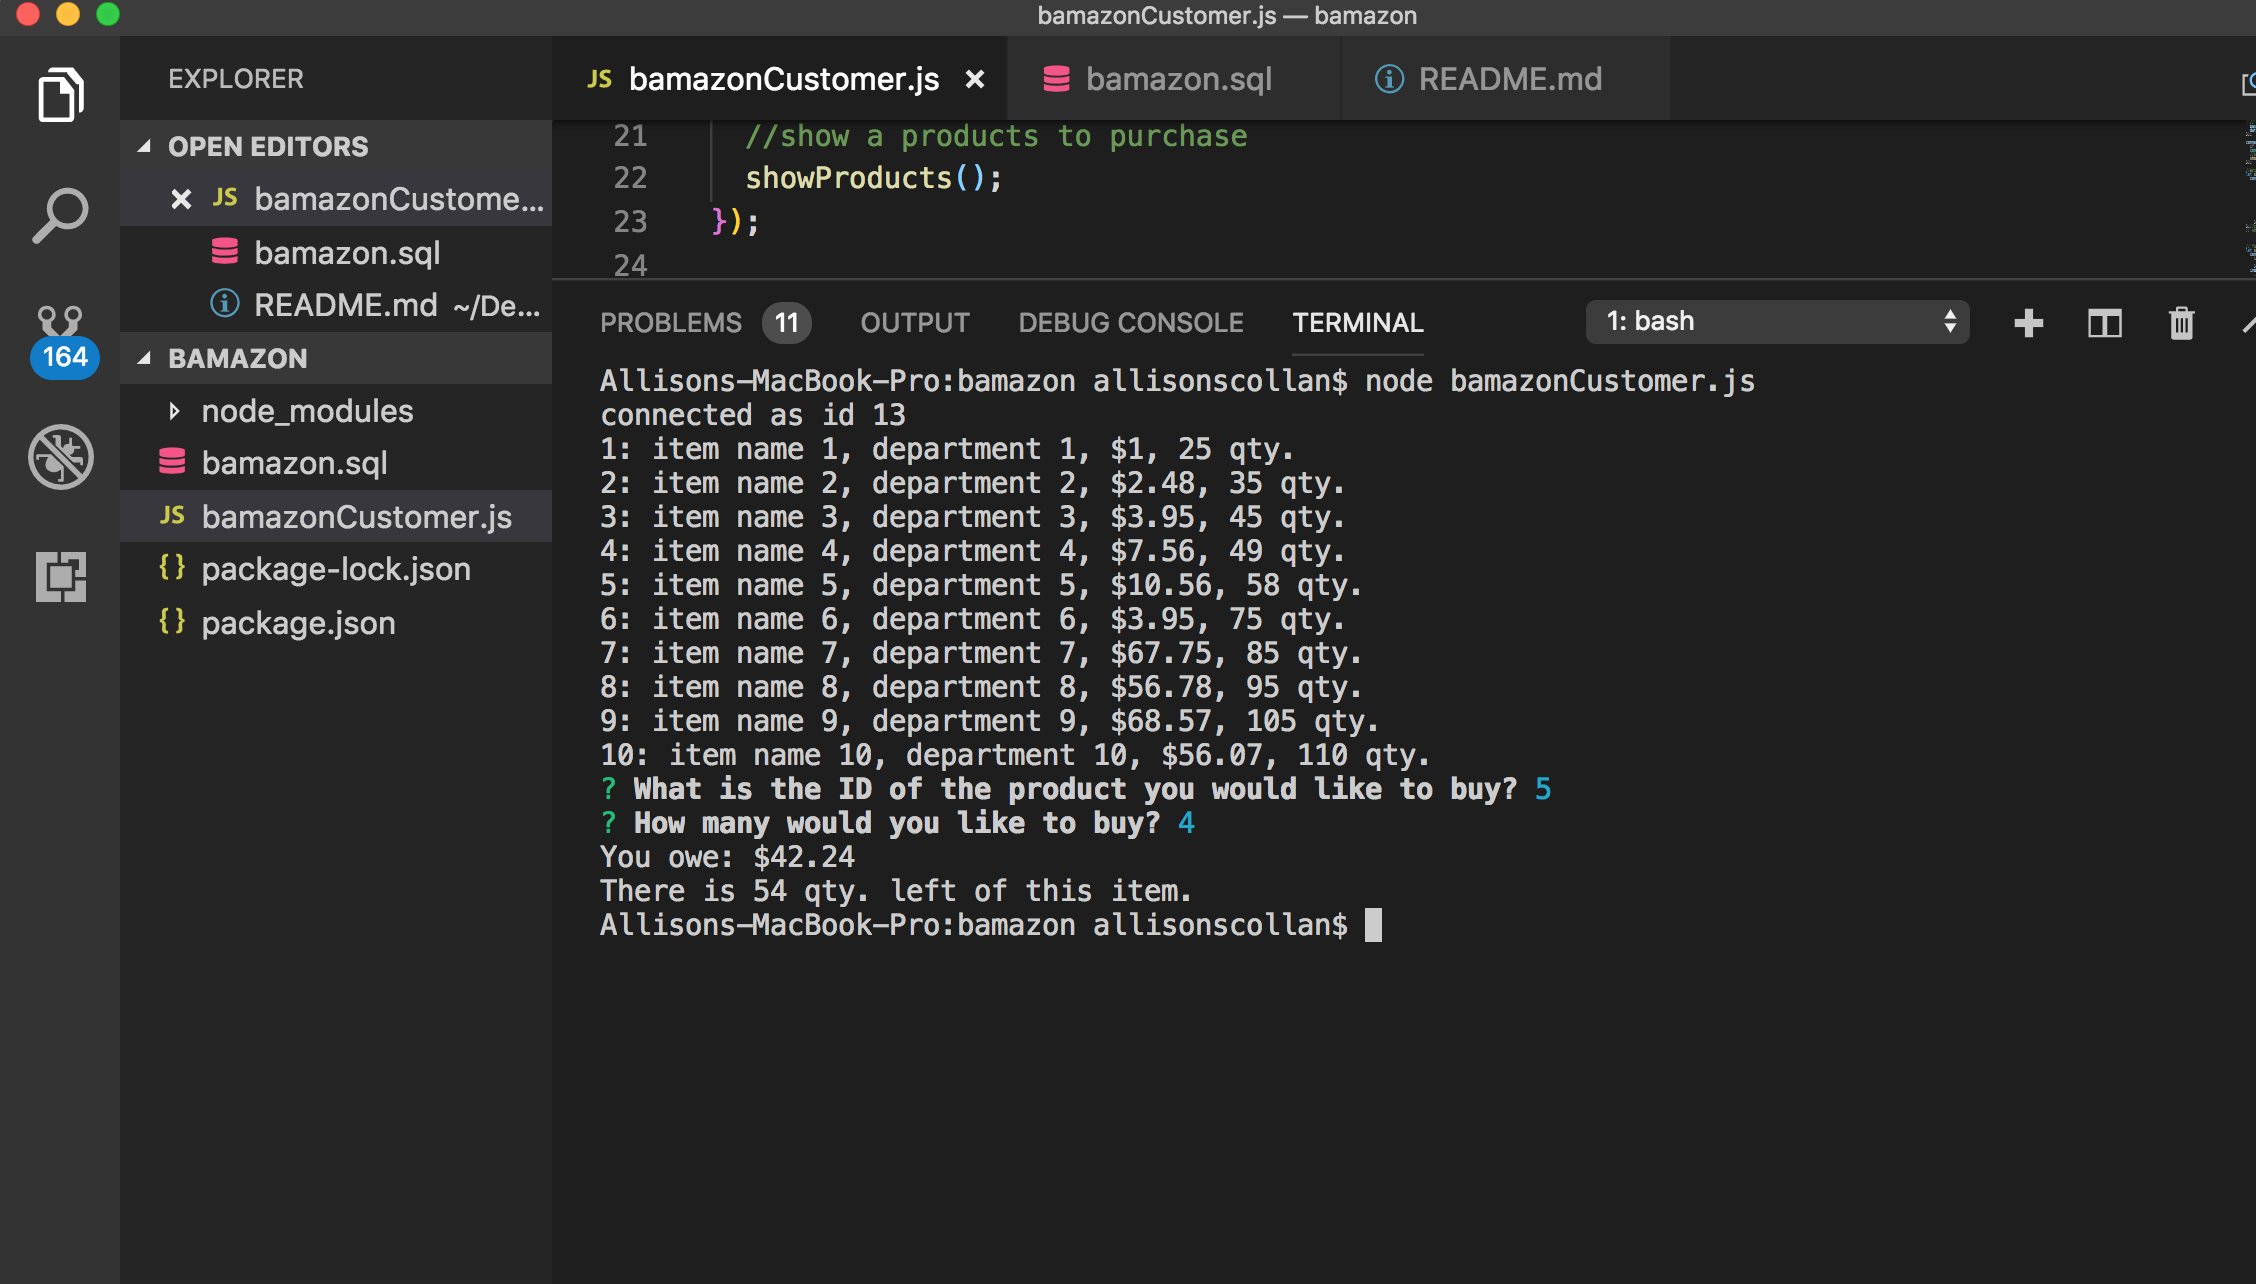 bamazonCustomer.js — bamazon
EXPLORER
OPEN EDITORS
JS bamazonCustome...
bamazon.sql
README.md ~/De...
164
BAMAZON
node_modules
bamazon.sql
JS bamazonCustomer.js
{} package-lock.json
{} package.json
JS bamazonCustomer.js
bamazon.sql
README.md
21 //show a products to purchase
22 showProducts();
23 });
24
PROBLEMS 11 OUTPUT DEBUG CONSOLE TERMINAL 1: bash
Allisons-MacBook-Pro:bamazon allisonscollan$ node bamazonCustomer.js
connected as id 13
1: item name 1, department 1, $1, 25 qty.
2: item name 2, department 2, $2.48, 35 qty.
3: item name 3, department 3, $3.95, 45 qty.
4: item name 4, department 4, $7.56, 49 qty.
5: item name 5, department 5, $10.56, 58 qty.
6: item name 6, department 6, $3.95, 75 qty.
7: item name 7, department 7, $67.75, 85 qty.
8: item name 8, department 8, $56.78, 95 qty.
9: item name 9, department 9, $68.57, 105 qty.
10: item name 10, department 10, $56.07, 110 qty.
? What is the ID of the product you would like to buy? 5
? How many would you like to buy? 4
You owe: $42.24
There is 54 qty. left of this item.
Allisons-MacBook-Pro:bamazon allisonscollan$